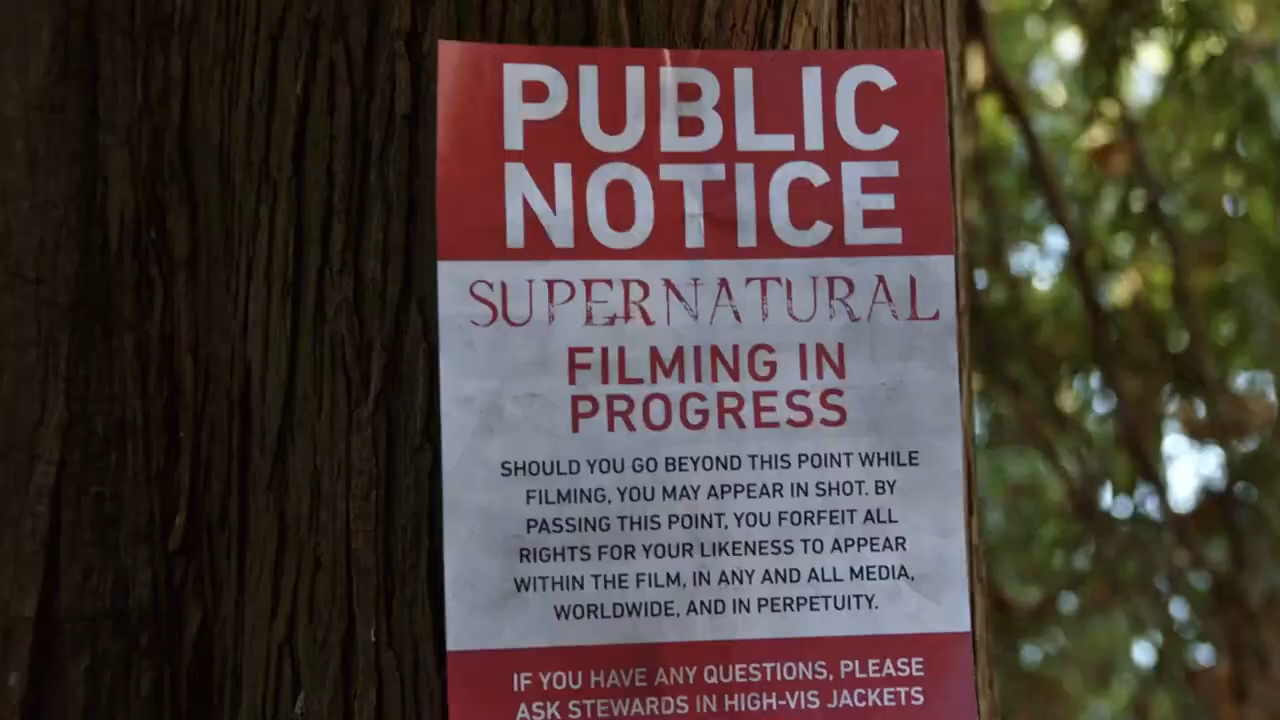 PUBLIC
NOTICE
SUPERNATURAL
FILMING IN
PROGRESS
SHOULD YOU GO BEYOND THIS POINT WHILE
FILMING, YOU MAY APPEAR IN SHOT. BY
PASSING THIS POINT, YOU FORFEIT ALL
RIGHTS FOR YOUR LIKENESS TO APPEAR
WITHIN THE FILM, IN ANY AND ALL MEDIA,
WORLDWIDE, AND IN PERPETUITY.
IF YOU HAVE ANY QUESTIONS, PLEASE
ASK STEWARDS IN HIGH-VIS JACKETS